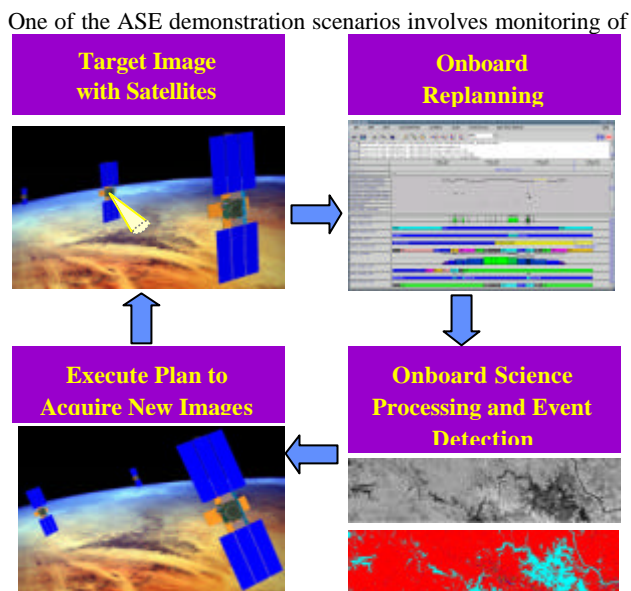 One of the ASE demonstration scenarios involves monitoring of
Target Image
with Satellites
Onboard
Replanning
Execute Plan to
Acquire New Images
Onboard Science
Processing and Event
Detection